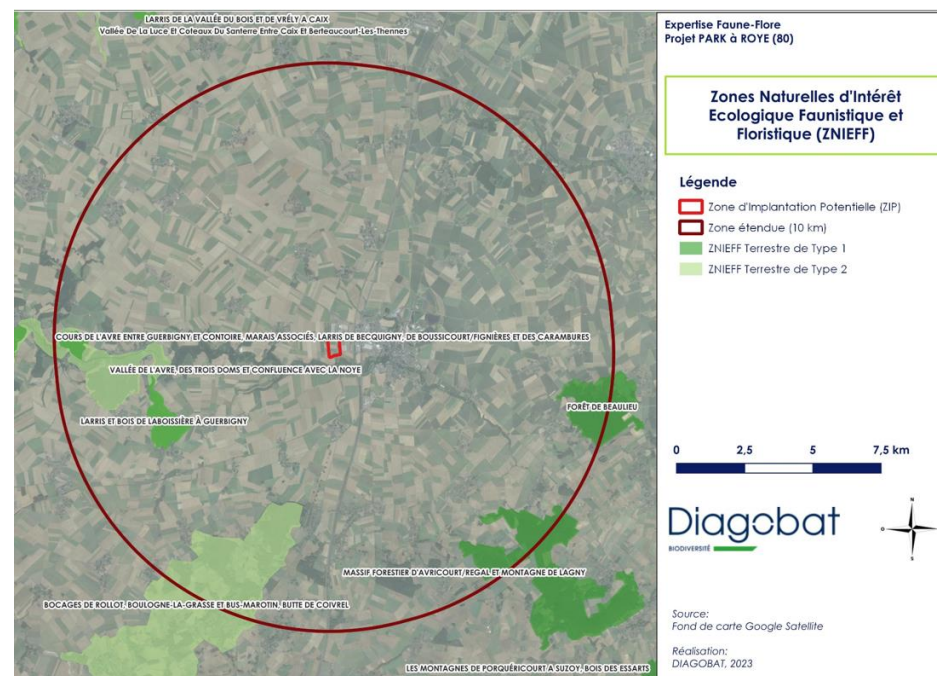 LARRIS DE LA VALLÉE DU BOIS ET DE VRÉLY A CAIX
Vallée De La Luce Et Coteaux Du Santerre Entre Caix Et Berteaucourt-Les-Thennes
COURS DE L'AVRE ENTRE GUERBIGNY ET CONTOIRE, MARAIS ASSOCIÉS, LARRIS DE BECQUIGNY, DE BOUSSICOURT/FIGNIÈRES ET DES CARAMBURES
VALLÉE DE L'AVRE, DES TROIS DOMS ET CONFLUENCE AVEC LA NOYE
FORÊT DE BEAULIEU
LARRIS ET BOIS DE LABOISSIÈRE À GUERBIGNY
MASSIF FORESTIER D'AVRICOURT/REGAL ET MONTAGNE DE LAGNY
BOCAGES DE ROLLOT, BOULOGNE-LA-GRASSE ET BUS-MAROTIN, BUTTE DE COIVREL
LES MONTAGNES DE PORQUÉRICOURT A SUZOY, BOIS DES ESSARTS
Expertise Faune-Flore
Projet PARK à ROYE (80)
Zones Naturelles d'Intérêt
Ecologique Faunistique et
Floristique (ZNIEFF)
Légende
Zone d'Implantation Potentielle (ZIP)
Zone étendue (10 km)
ZNIEFF Terrestre de Type 1
ZNIEFF Terrestre de Type 2
0 2,5 5 7,5 km
Diagobat
BIODIVERSITÉ
N
O E
S
Source:
Fond de carte Google Satellite
Réalisation:
DIAGOBAT, 2023